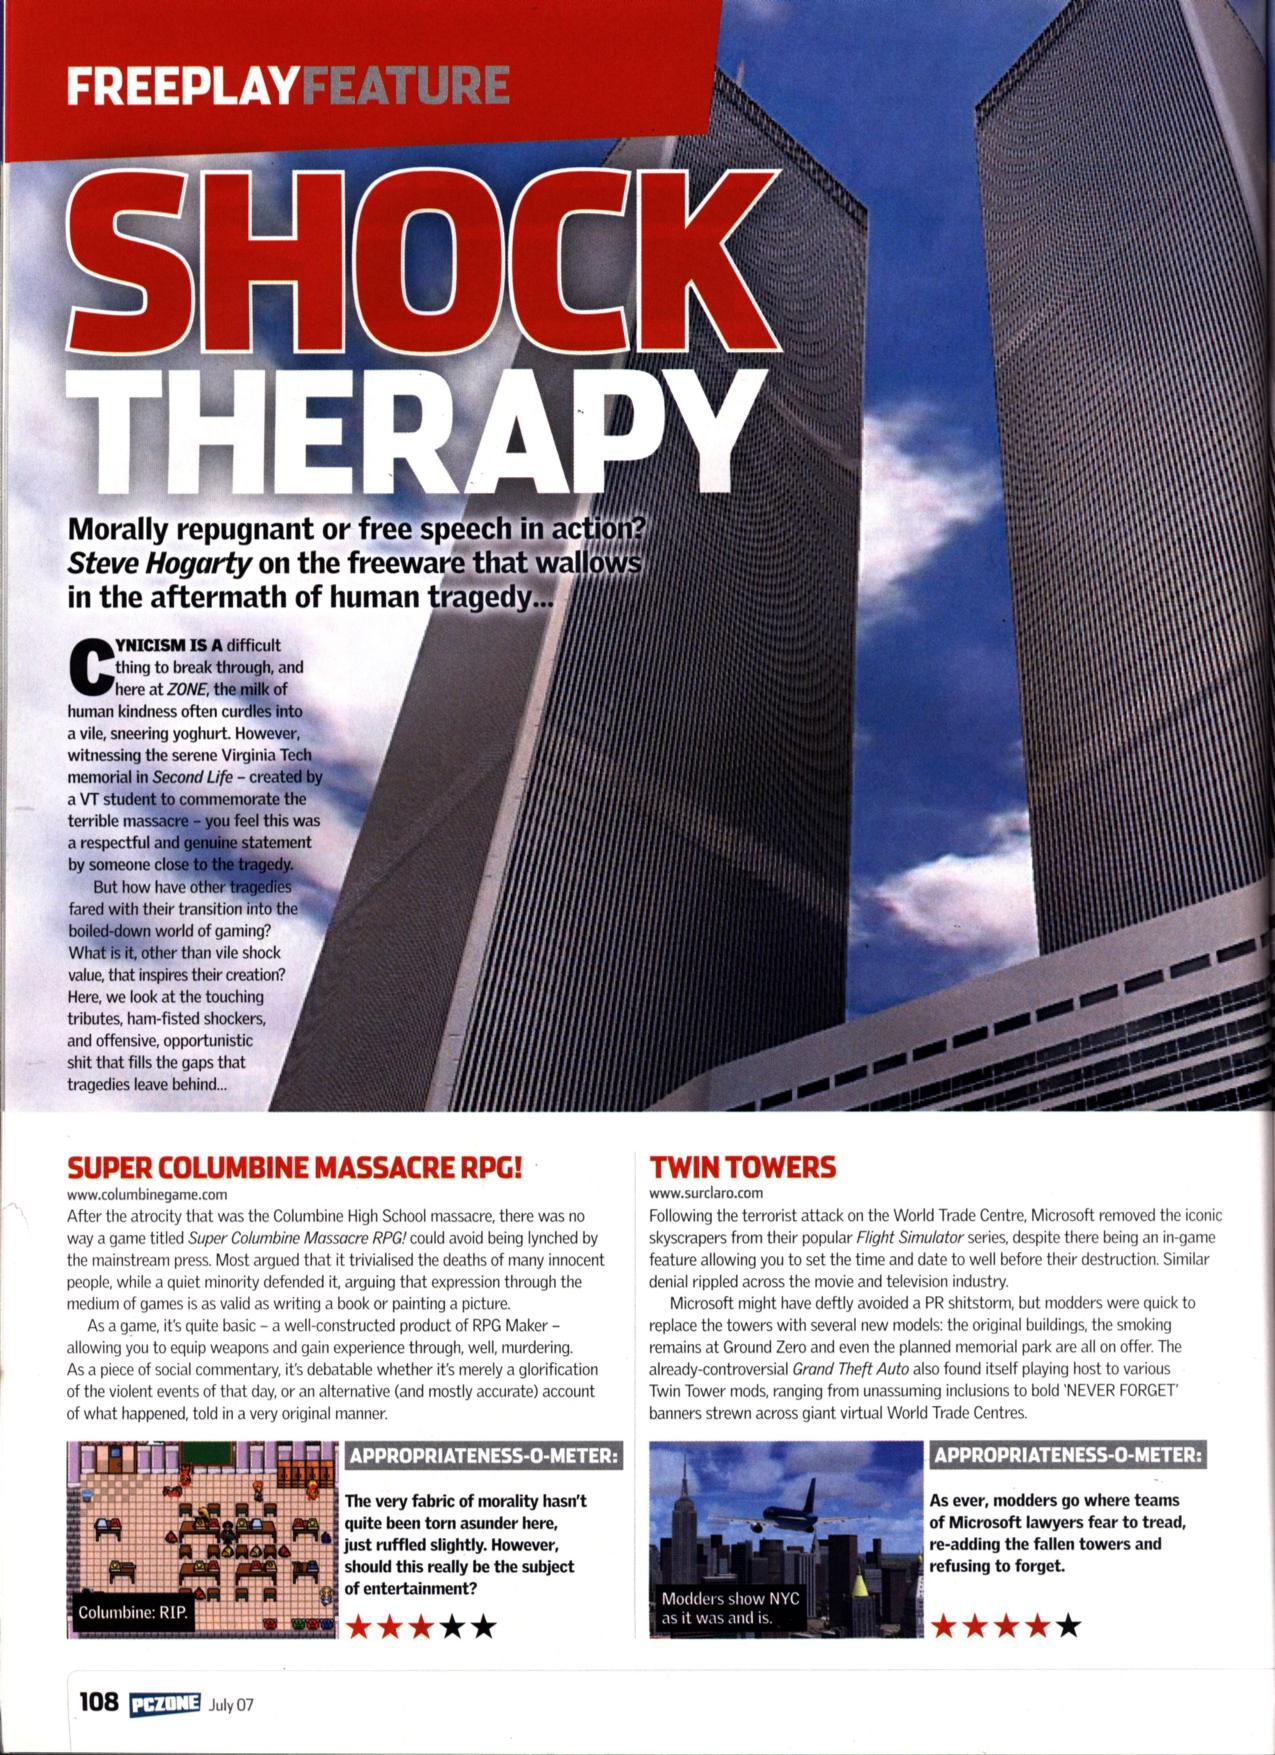 FREEPLAYFEATURE
SHOCK
THERAPY
Morally repugnant or free speech in action?
Steve Hogarty on the freeware that wallows
in the aftermath of human tragedy...
CYNICISM IS A difficult
thing to break through, and
here at ZONE, the milk of
human kindness often curdles into
a vile, sneering yoghurt. However,
witnessing the serene Virginia Tech
memorial in Second Life – created by
a VT student to commemorate the
terrible massacre – you feel this was
a respectful and genuine statement
by someone close to the tragedy.
But how have other tragedies
fared with their transition into the
boiled-down world of gaming?
What is it, other than vile shock
value, that inspires their creation?
Here, we look at the touching
tributes, ham-fisted shockers,
and offensive, opportunistic
shit that fills the gaps that
tragedies leave behind...
SUPER COLUMBINE MASSACRE RPG!
www.columbinegame.com
After the atrocity that was the Columbine High School massacre, there was no
way a game titled Super Columbine Massacre RPG! could avoid being lynched by
the mainstream press. Most argued that it trivialised the deaths of many innocent
people, while a quiet minority defended it, arguing that expression through the
medium of games is as valid as writing a book or painting a picture.
As a game, it's quite basic – a well-constructed product of RPG Maker –
allowing you to equip weapons and gain experience through, well, murdering.
As a piece of social commentary, it's debatable whether it's merely a glorification
of the violent events of that day, or an alternative (and mostly accurate) account
of what happened, told in a very original manner.
Columbine: RIP.
APPROPRIATENESS-O-METER:
The very fabric of morality hasn't
quite been torn asunder here,
just ruffled slightly. However,
should this really be the subject
of entertainment?
TWIN TOWERS
www.surclaro.com
Following the terrorist attack on the World Trade Centre, Microsoft removed the iconic
skyscrapers from their popular Flight Simulator series, despite there being an in-game
feature allowing you to set the time and date to well before their destruction. Similar
denial rippled across the movie and television industry.
Microsoft might have deftly avoided a PR shitstorm, but modders were quick to
replace the towers with several new models: the original buildings, the smoking
remains at Ground Zero and even the planned memorial park are all on offer. The
already-controversial Grand Theft Auto also found itself playing host to various
Twin Tower mods, ranging from unassuming inclusions to bold 'NEVER FORGET'
banners strewn across giant virtual World Trade Centres.
Modders show NYC
as it was and is.
APPROPRIATENESS-O-METER:
As ever, modders go where teams
of Microsoft lawyers fear to tread,
re-adding the fallen towers and
refusing to forget.
108 PCZONE July 07